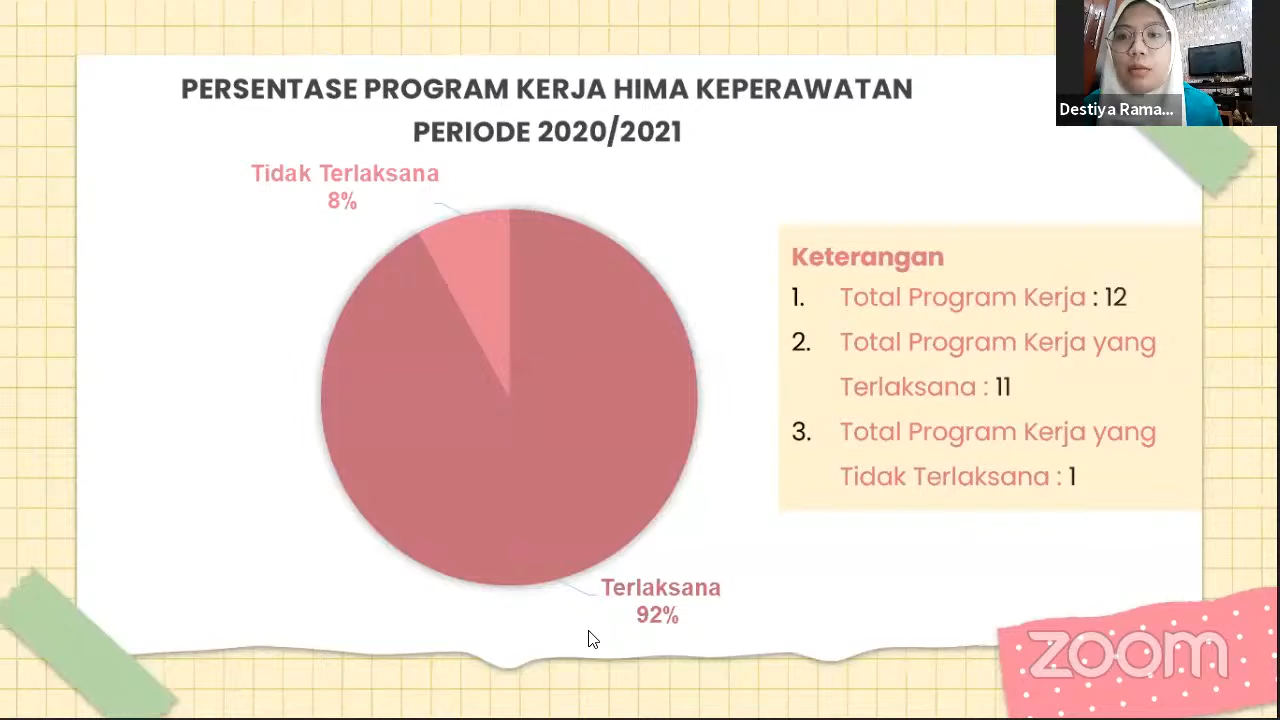 PERSENTASE PROGRAM KERJA HIMA KEPERAWATAN
PERIODE 2020/2021
Destiya Rama...
Tidak Terlaksana
8%
Keterangan
1. Total Program Kerja : 12
2. Total Program Kerja yang
Terlaksana : 11
3. Total Program Kerja yang
Tidak Terlaksana : 1
Terlaksana
92%
zoom